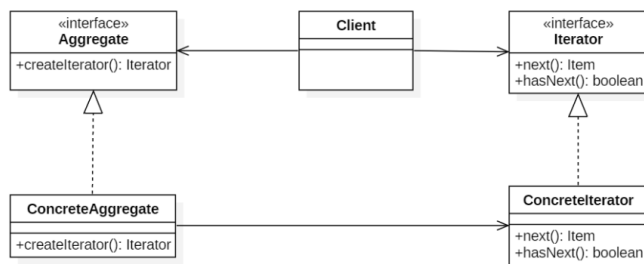 «interface»
Aggregate
+createIterator(): Iterator
Client
«interface»
Iterator
+next(): Item
+hasNext(): boolean
ConcreteAggregate
+createIterator(): Iterator
ConcreteIterator
+next(): Item
+hasNext(): boolean